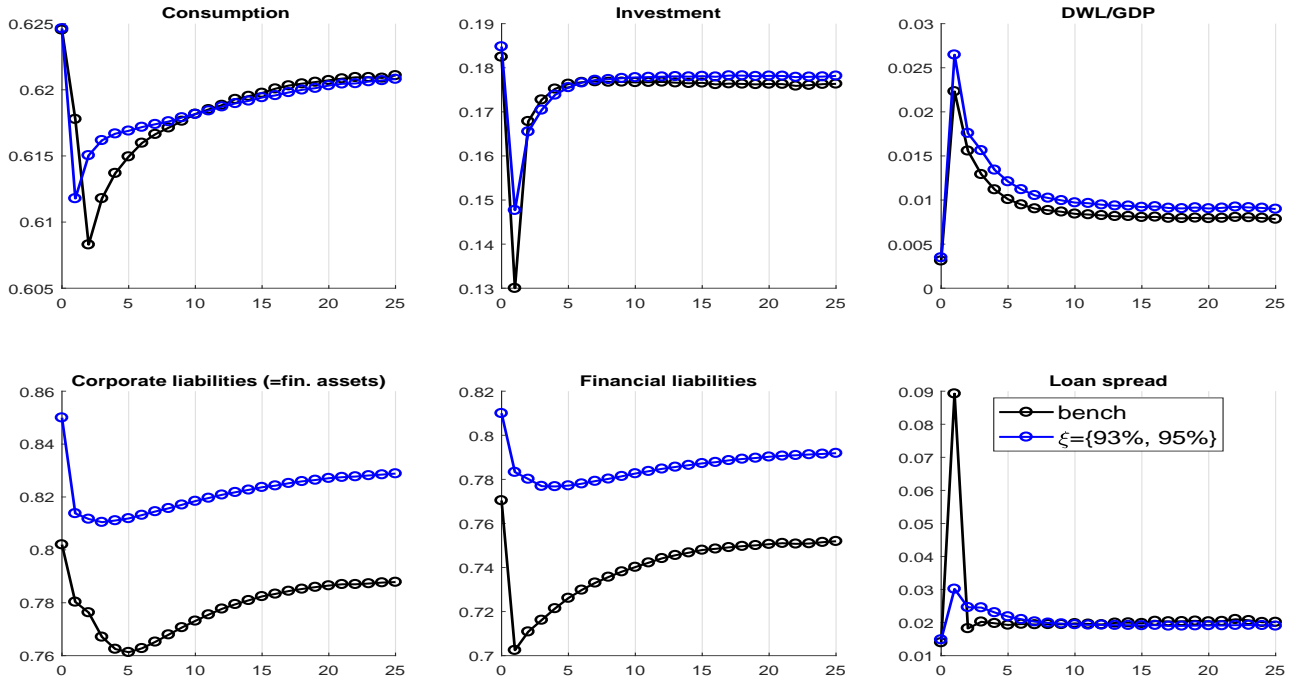 Consumption
0.625
0.62
0.615
0.61
0.605
0 5 10 15 20 25
Investment
0.19
0.18
0.17
0.16
0.15
0.14
0.13
0 5 10 15 20 25
DWL/GDP
0.03
0.025
0.02
0.015
0.01
0.005
0
0 5 10 15 20 25
Corporate liabilities (=fin. assets)
0.86
0.84
0.82
0.8
0.78
0.76
0 5 10 15 20 25
Financial liabilities
0.82
0.8
0.78
0.76
0.74
0.72
0.7
0 5 10 15 20 25
Loan spread
0.09
0.08
0.07
0.06
0.05
0.04
0.03
0.02
0.01
0 5 10 15 20 25
bench
ξ={93%, 95%}